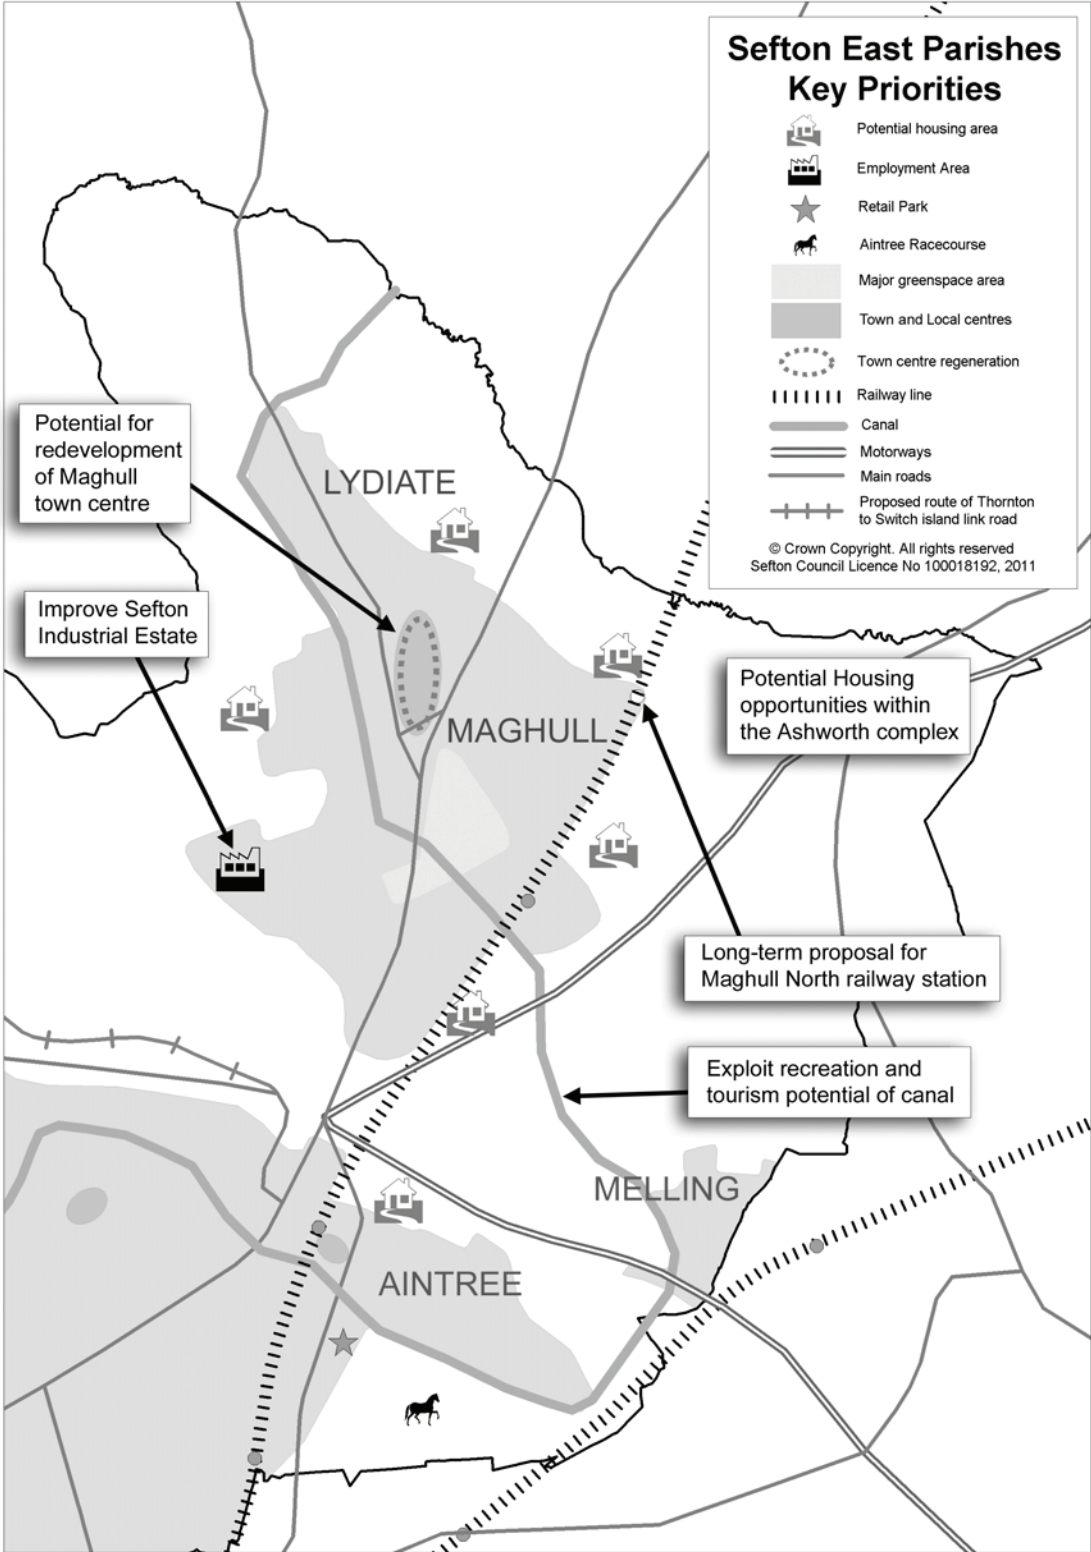 Sefton East Parishes
Key Priorities
Potential housing area
Employment Area
Retail Park
Aintree Racecourse
Major greenspace area
Town and Local centres
Town centre regeneration
Railway line
Canal
Motorways
Main roads
Proposed route of Thornton
to Switch island link road
© Crown Copyright. All rights reserved
Sefton Council Licence No 100018192, 2011
Potential for
redevelopment
of Maghull
town centre
LYDIATE
Improve Sefton
Industrial Estate
Potential Housing
opportunities within
the Ashworth complex
MAGHULL
Long-term proposal for
Maghull North railway station
Exploit recreation and
tourism potential of canal
MELLING
AINTREE